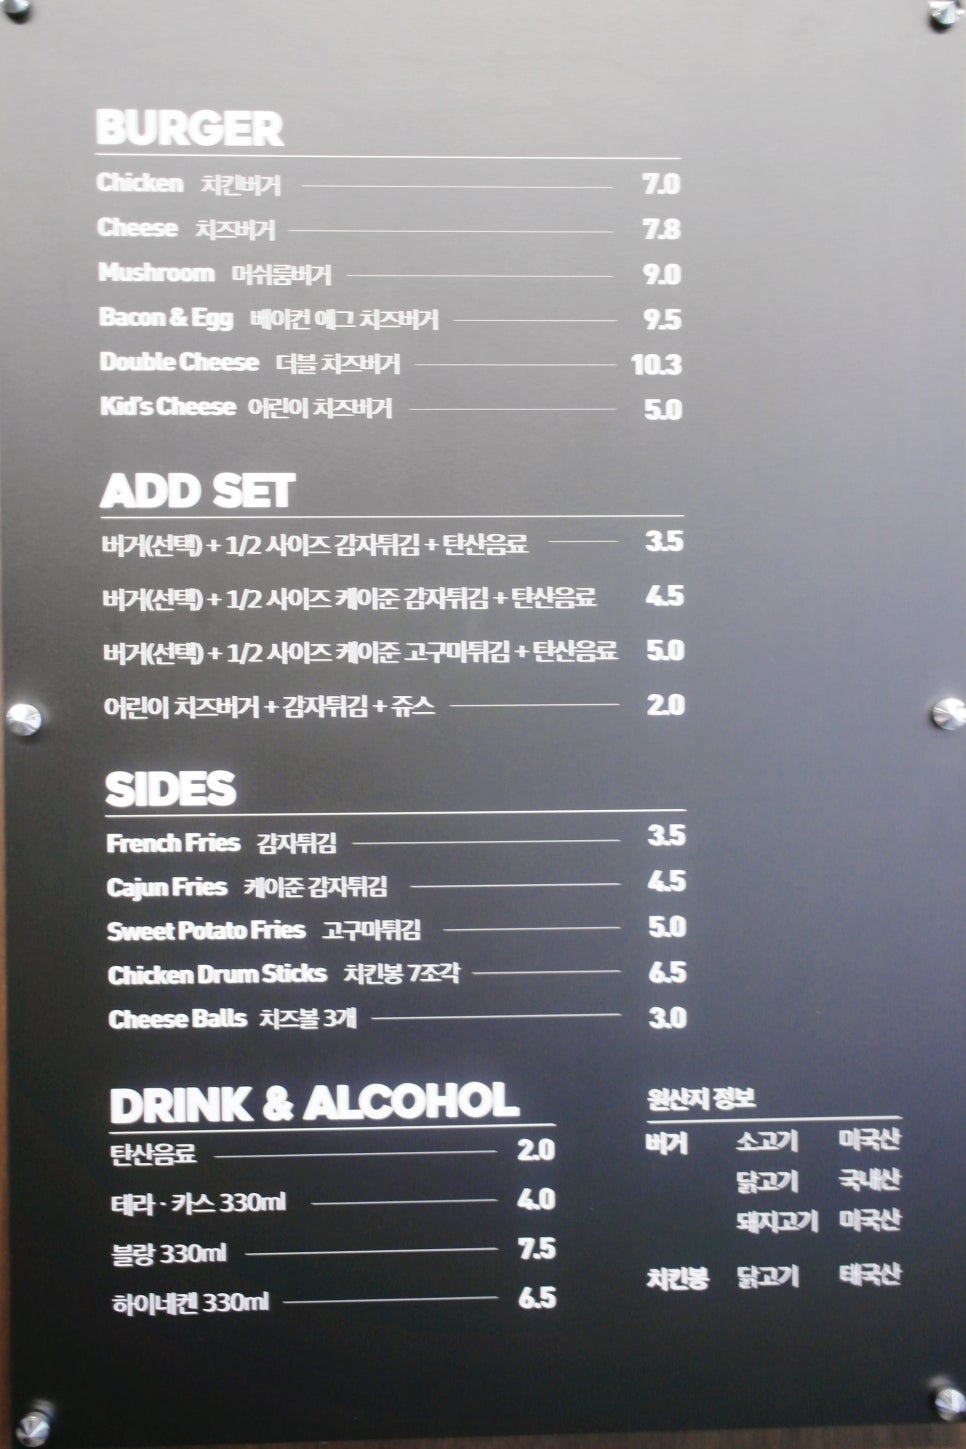 BURGER
Chicken 치킨버거 7.0
Cheese 치즈버거 7.8
Mushroom 머쉬룸버거 9.0
Bacon & Egg 베이컨 에그 치즈버거 9.5
Double Cheese 더블 치즈버거 10.3
Kid's Cheese 어린이 치즈버거 5.0
ADD SET
버거(선택) + 1/2 사이즈 감자튀김 + 탄산음료 3.5
버거(선택) + 1/2 사이즈 케이준 감자튀김 + 탄산음료 4.5
버거(선택) + 1/2 사이즈 케이준 고구마튀김 + 탄산음료 5.0
어린이 치즈버거 + 감자튀김 + 쥬스 2.0
SIDES
French Fries 감자튀김 3.5
Cajun Fries 케이준 감자튀김 4.5
Sweet Potato Fries 고구마튀김 5.0
Chicken Drum Sticks 치킨봉 7조각 6.5
Cheese Balls 치즈볼 3개 3.0
DRINK & ALCOHOL
탄산음료 2.0
테라 · 카스 330ml 4.0
블랑 330ml 7.5
하이네켄 330ml 6.5
원산지 정보
버거 소고기 미국산
닭고기 국내산
돼지고기 미국산
치킨봉 닭고기 태국산